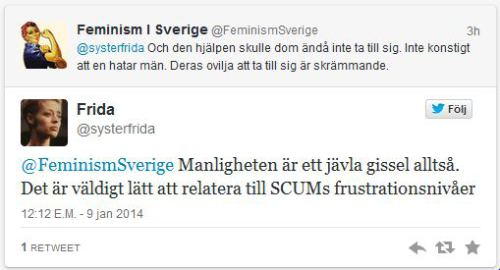 Feminism I Sverige @FeminismSverige 3h
@systerfrida Och den hjälpen skulle dom ändå inte ta till sig. Inte konstigt
att en hatar män. Deras ovilja att ta till sig är skrämmande.
Frida
Följ
@systerfrida
@FeminismSverige Manligheten är ett jävla gissel alltså.
Det är väldigt lätt att relatera till SCUMs frustrationsnivåer
12:12 E.M. - 9 jan 2014
1 RETWEET